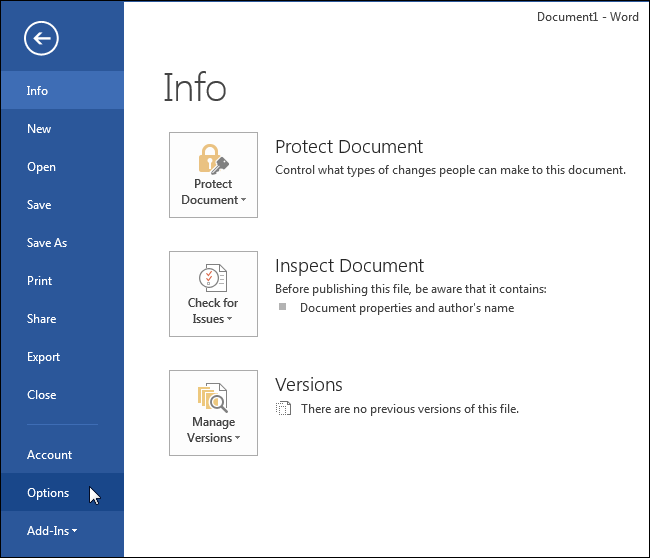 Document1 - Word
Info
New
Open
Save
Save As
Print
Share
Export
Close
Account
Options
Add-Ins
Info
Protect
Document
Protect Document
Control what types of changes people can make to this document.
Check for
Issues
Inspect Document
Before publishing this file, be aware that it contains:
Document properties and author's name
Manage
Versions
Versions
There are no previous versions of this file.